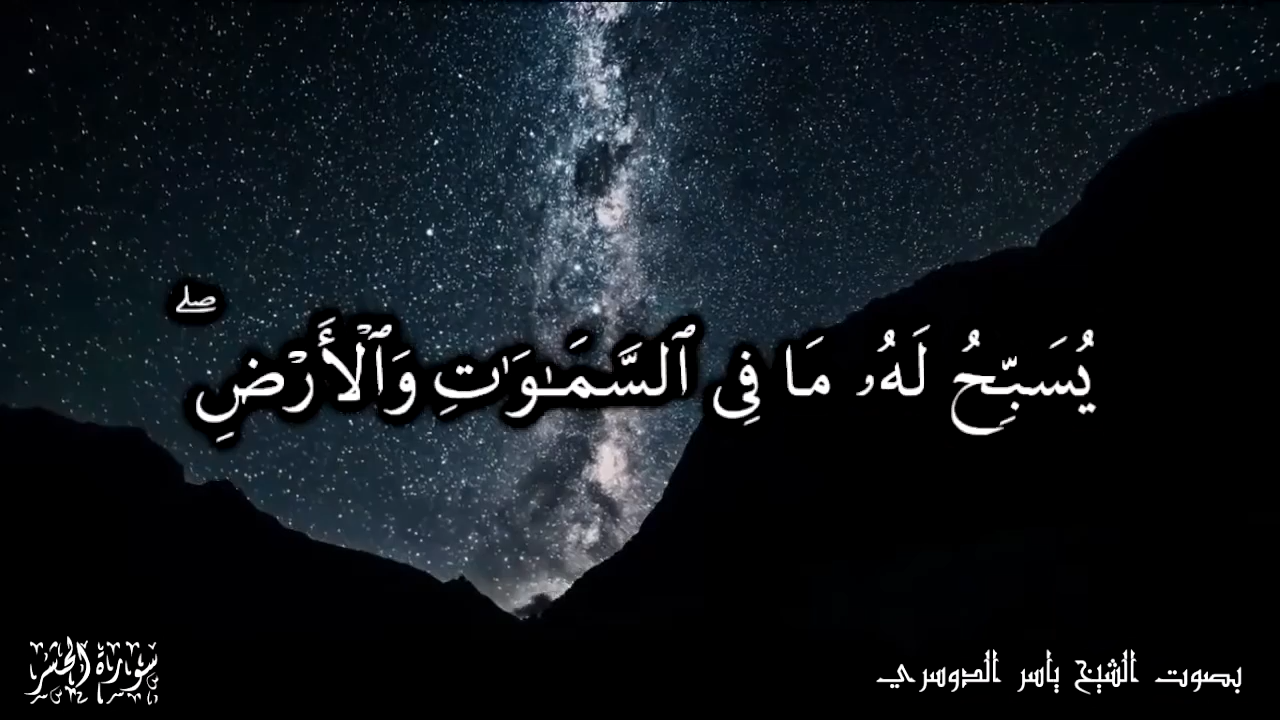 يُسَبِّحُ لَهُۥ مَا فِى ٱلسَّمَـٰوَٰتِ وَٱلْأَرْضِ ۖ
سورة الحشر
بصوت الشيخ ياسر الدوسري